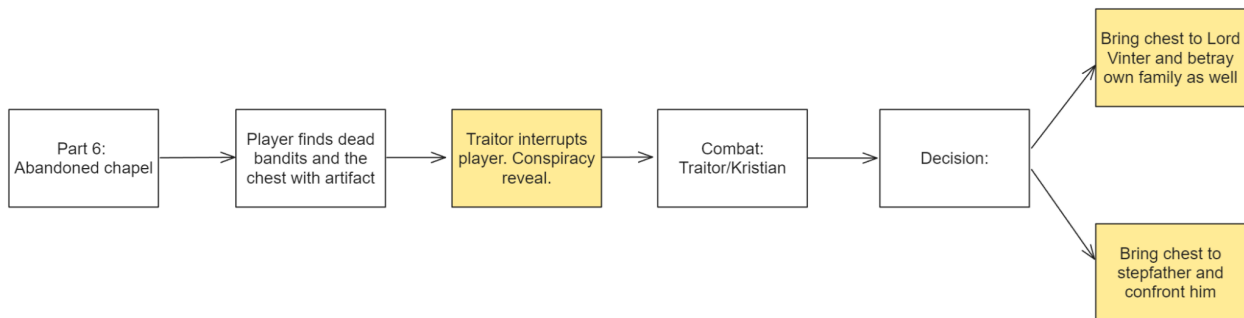 Part 6:
Abandoned chapel
Player finds dead
bandits and the
chest with artifact
Traitor interrupts
player. Conspiracy
reveal.
Combat:
Traitor/Kristian
Decision:
Bring chest to Lord
Vinter and betray
own family as well
Bring chest to
stepfather and
confront him